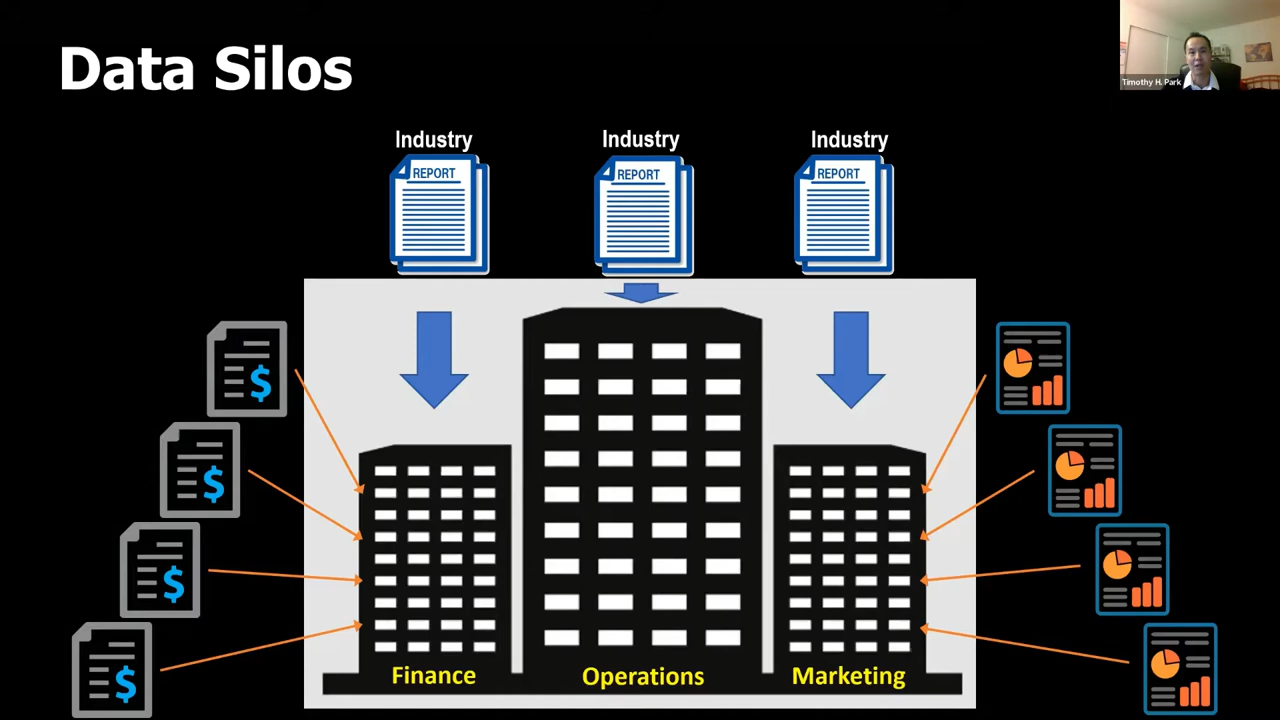 Data Silos
Timothy H. Park
Industry
Industry
Industry
REPORT
REPORT
REPORT
$
$
$
$
Finance
Operations
Marketing